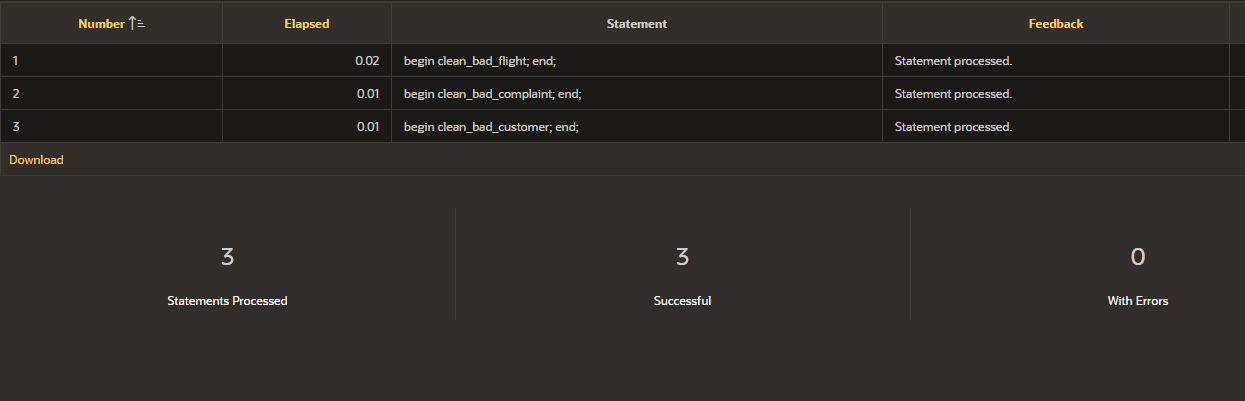 Number Elapsed Statement Feedback
1 0.02 begin clean_bad_flight; end; Statement processed.
2 0.01 begin clean_bad_complaint; end; Statement processed.
3 0.01 begin clean_bad_customer; end; Statement processed.
Download
3 3 0
Statements Processed Successful With Errors